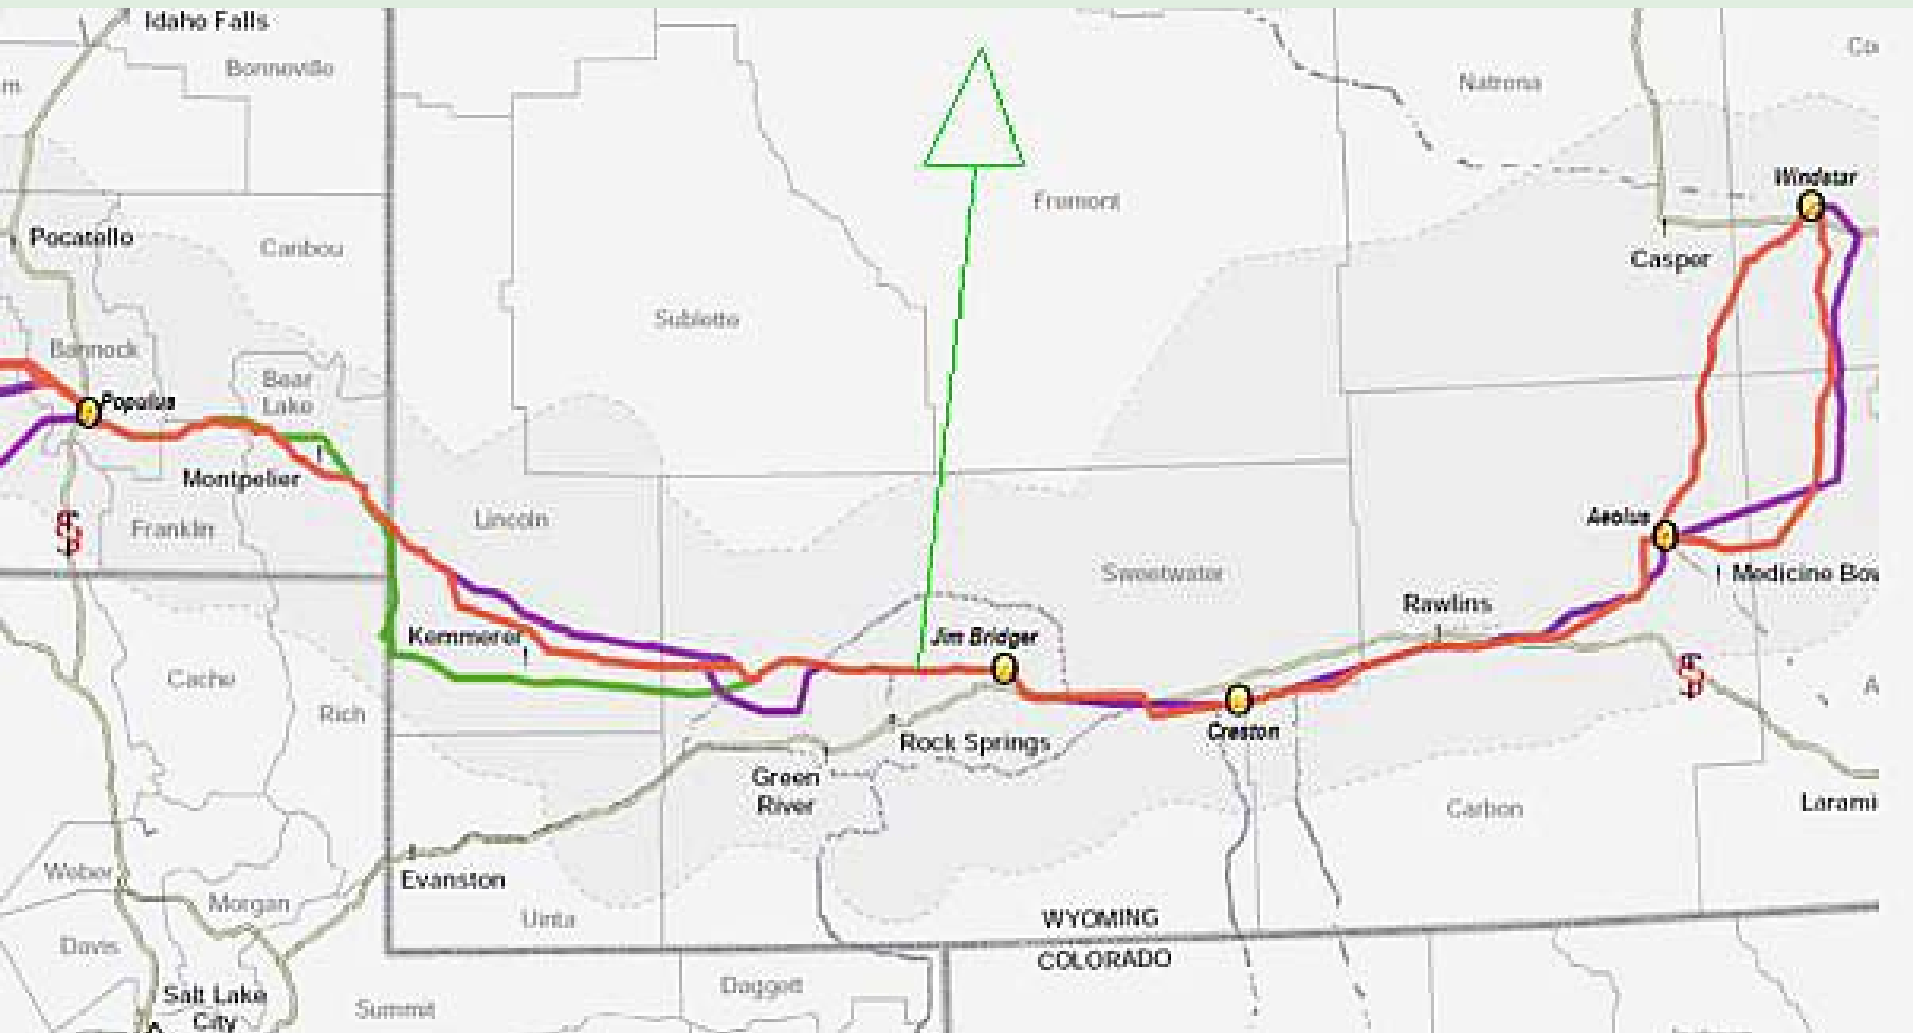 Idaho Falls
Bonneville
m
Natrona
Co
Windstar
Fremont
Pocatello
Caribou
Casper
Sublette
Bannock
Bear
Lake
Populus
Montpelier
Lincoln
Aeolus
Franklin
Sweetwater
Medicine Bow
Rawlins
Kemmerer
Jim Bridger
Cache
A
Rich
Creston
Rock Springs
Green
River
Carbon
Larami
Weber
Evanston
Morgan
Uinta
WYOMING
Davis
COLORADO
Daggett
Salt Lake
City
Summit